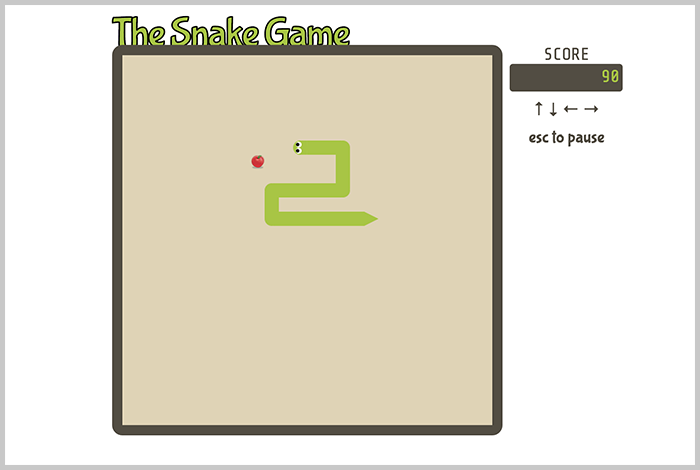 The Snake Game
SCORE
90
↑ ↓ ← →
esc to pause